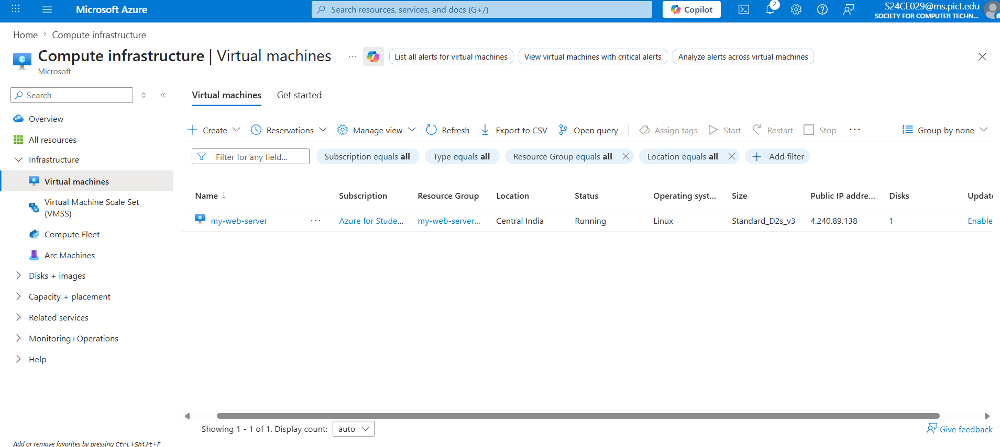 Microsoft Azure
Search resources, services, and docs (G+/)
Copilot
2
S24CE029@ms.pict.edu
SOCIETY FOR COMPUTER TECHN...
Home > Compute infrastructure
Compute infrastructure | Virtual machines
...
List all alerts for virtual machines
View virtual machines with critical alerts
Analyze alerts across virtual machines
Microsoft
Search
Virtual machines
Get started
Overview
All resources
Infrastructure
Virtual machines
Virtual Machine Scale Set
(VMSS)
Compute Fleet
Arc Machines
Disks + images
Capacity + placement
Related services
Monitoring+Operations
Help
Create
Reservations
Manage view
Refresh
Export to CSV
Open query
Assign tags
Start
Restart
Stop
...
Group by none
Filter for any field...
Subscription equals all
Type equals all
Resource Group equals all
Location equals all
Add filter
Name ↓ Subscription Resource Group Location Status Operating syst... Size Public IP addre... Disks Update
my-web-server ... Azure for Stude... my-web-server... Central India Running Linux Standard_D2s_v3 4.240.89.138 1 Enable
Showing 1 - 1 of 1. Display count: auto
Give feedback
Add or remove favorites by pressing Ctrl+Shift+F